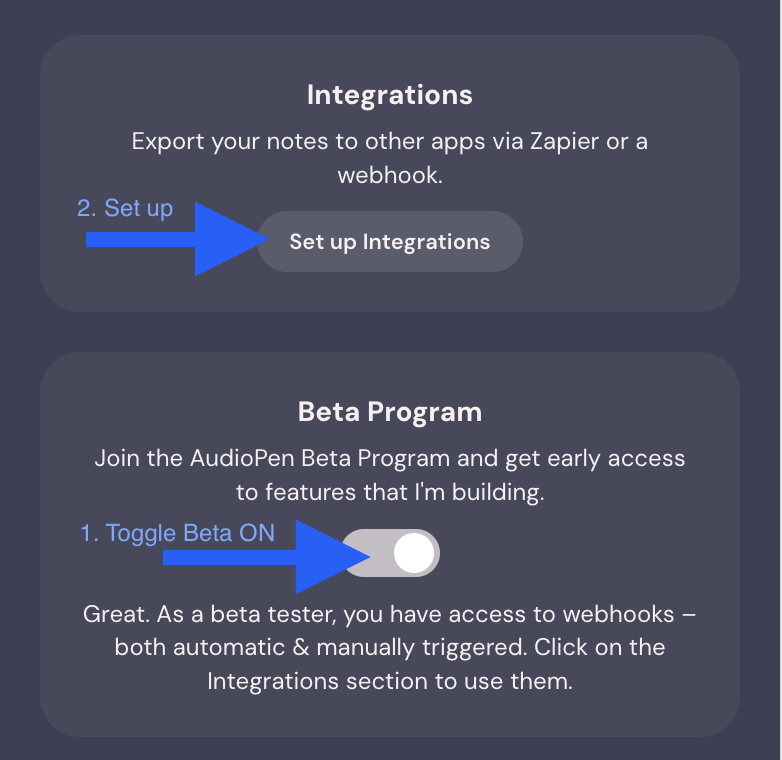 Integrations
Export your notes to other apps via Zapier or a
webhook.
2. Set up
Set up Integrations
Beta Program
Join the AudioPen Beta Program and get early access
to features that I'm building.
1. Toggle Beta ON
Great. As a beta tester, you have access to webhooks –
both automatic & manually triggered. Click on the
Integrations section to use them.